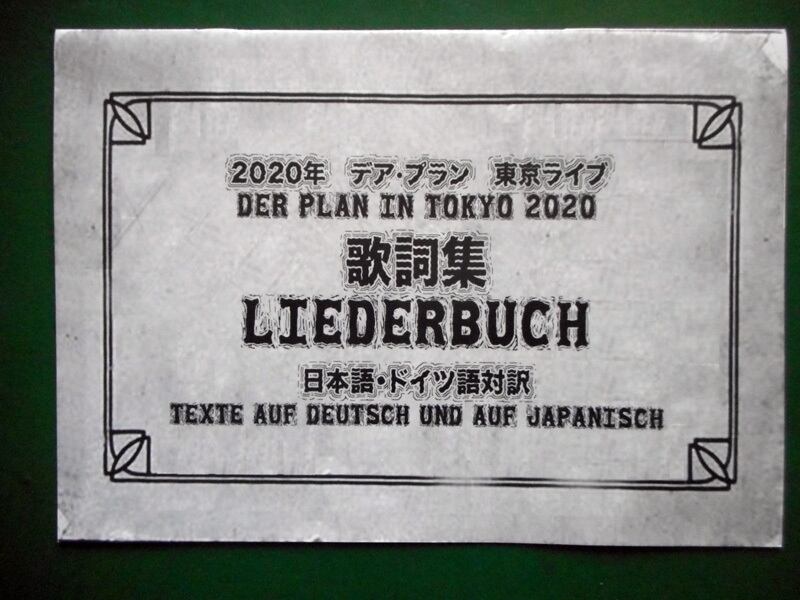 2020年 デア・プラン 東京ライブ
DER PLAN IN TOKYO 2020
歌詞集
LIEDERBUCH
日本語・ドイツ語対訳
TEXTE AUF DEUTSCH UND AUF JAPANISCH